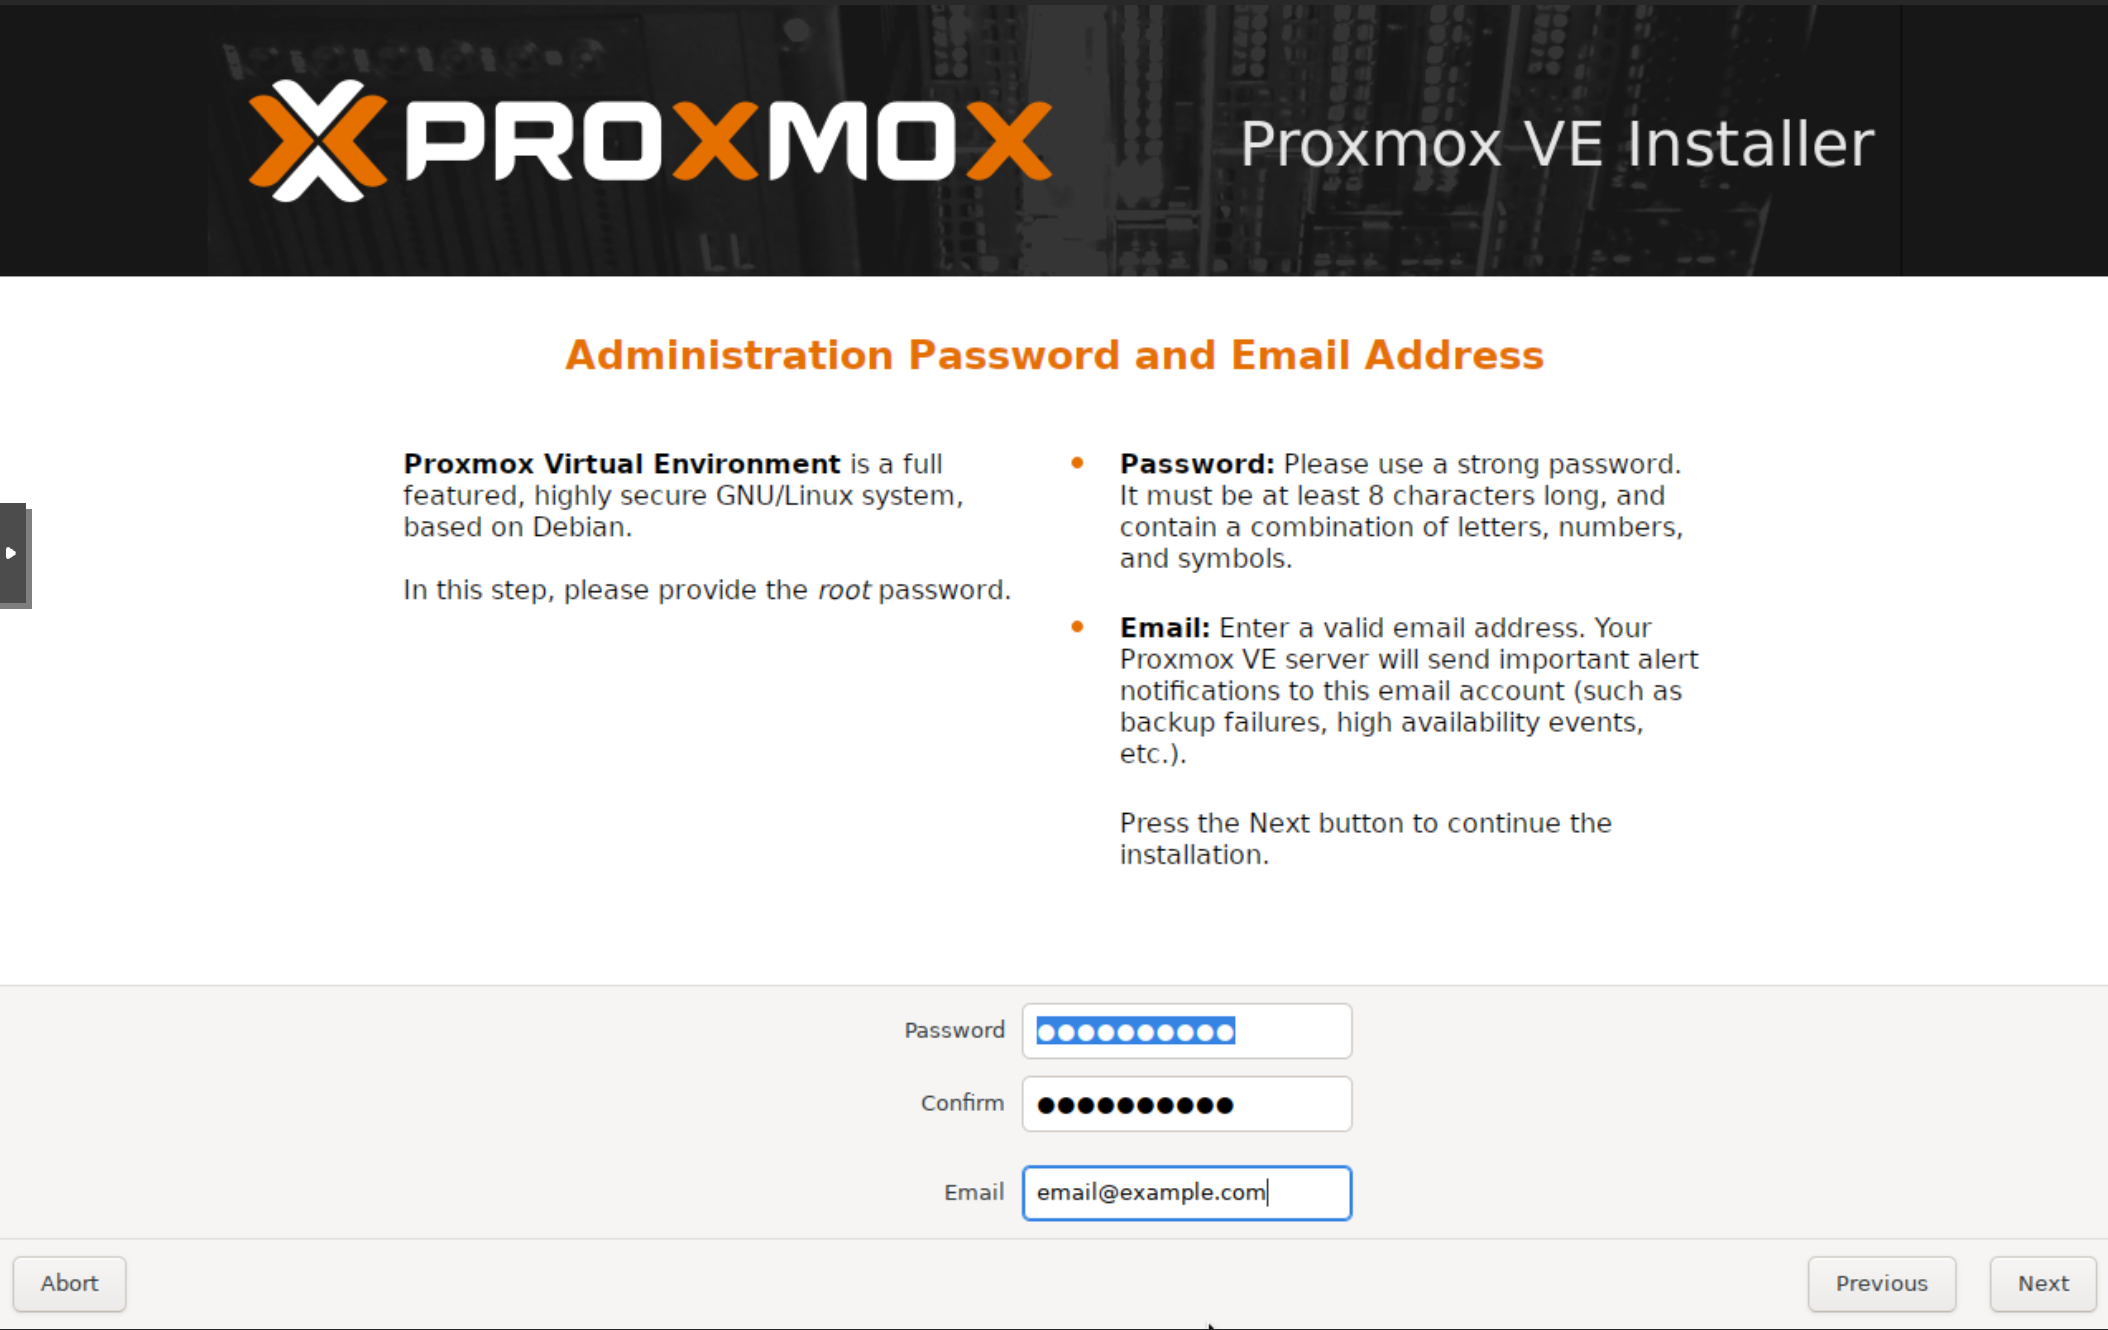 PROXMOX
Proxmox VE Installer
Administration Password and Email Address
Proxmox Virtual Environment is a full
featured, highly secure GNU/Linux system,
based on Debian.
In this step, please provide the root password.
Password: Please use a strong password.
It must be at least 8 characters long, and
contain a combination of letters, numbers,
and symbols.
Email: Enter a valid email address. Your
Proxmox VE server will send important alert
notifications to this email account (such as
backup failures, high availability events,
etc.).
Press the Next button to continue the
installation.
Password ●●●●●●●●●●
Confirm ●●●●●●●●●●
Email email@example.com
Abort
Previous
Next